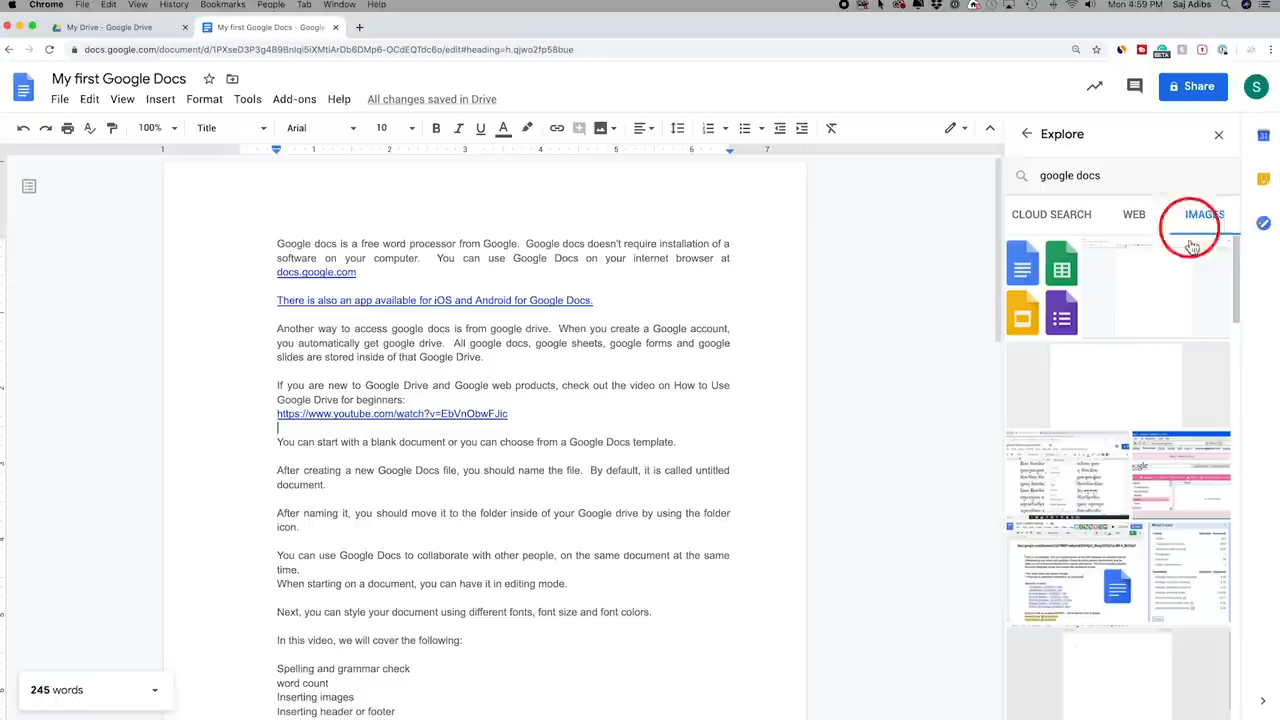 Chrome File Edit View History Bookmarks People Tab Window Help
4:59 PM Saj Adibs
My Drive - Google Drive
My first Google Docs - Google
docs.google.com/document/d/1PXseD3P3g4B9BnIqi5iXMtiArDb6DMp6-OCdEQTdc6o/edit#heading=h.qjwo2fp58bue
My first Google Docs
File Edit View Insert Format Tools Add-ons Help All changes saved in Drive
Share
S
100% Title Arial 10
1 1 2 3 4 5 6 7
Explore
google docs
CLOUD SEARCH WEB IMAGES
Google docs is a free word processor from Google. Google docs doesn't require installation of a
software on your computer. You can use Google Docs on your internet browser at
docs.google.com
There is also an app available for iOS and Android for Google Docs.
Another way to access google docs is from google drive. When you create a Google account,
you automatically get google drive. All google docs, google sheets, google forms and google
slides are stored inside of that Google Drive.
If you are new to Google Drive and Google web products, check out the video on How to Use
Google Drive for beginners:
https://www.youtube.com/watch?v=EbVnObwFJic
You can start with a blank document or you can choose from a Google Docs template.
After creating a new Google Docs file, you should name the file. By default, it is called untitled
document.
After naming it, you should move it to a folder inside of your Google drive by using the folder
icon.
You can use Google Docs to work with other people, on the same document at the same
time.
When starting a document, you can leave it in editing mode.
Next, you can type your document using different fonts, font size and font colors.
In this video, we will cover the following:
Spelling and grammar check
word count
Inserting images
Inserting header or footer
245 words